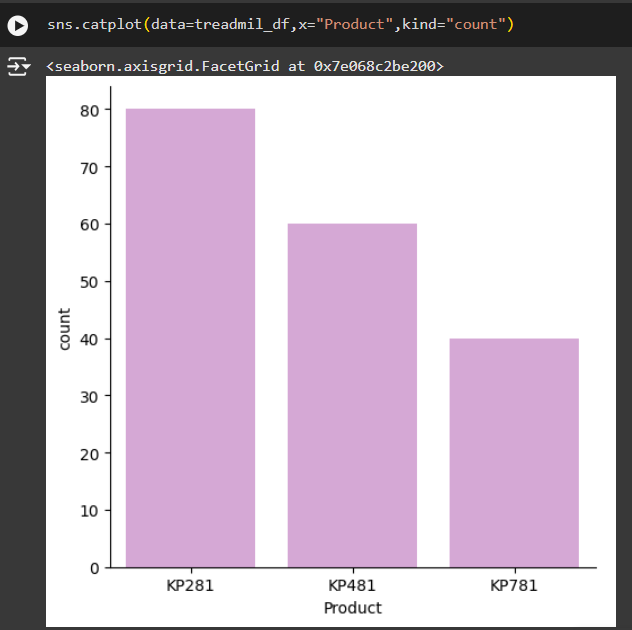 sns.catplot(data=treadmil_df,x="Product",kind="count")
<seaborn.axisgrid.FacetGrid at 0x7e068c2be200>
80
70
60
50
40
30
20
10
0
count
KP281 KP481 KP781
Product